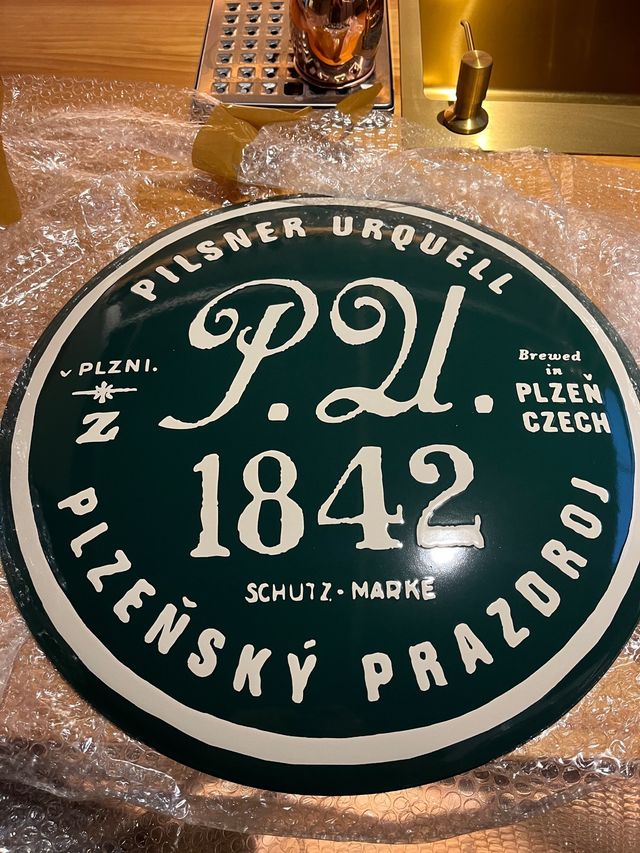 PILSNER URQUELL
P.U.
v PLZNI.
N
Brewed
in
PLZEŇ
CZECH
1842
SCHUTZ-MARKE
PLZEŇSKÝ PRAZDROJ